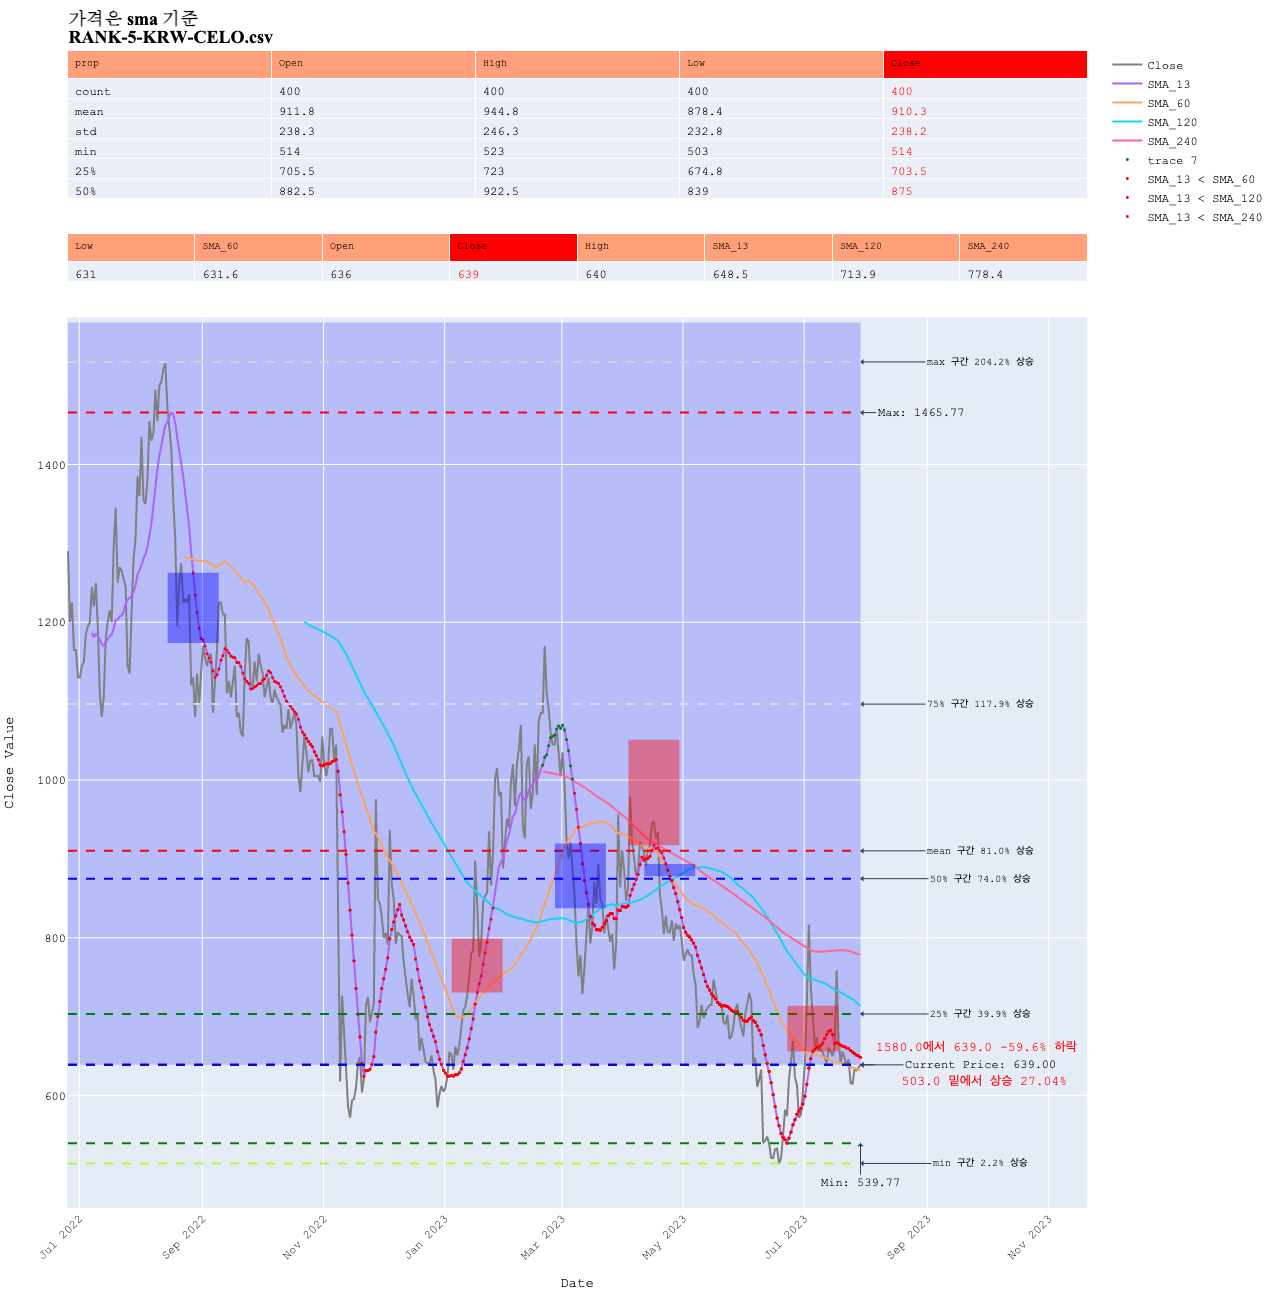 가격은 sma 기준
RANK-5-KRW-CELO.csv
prop Open High Low Close
count 400 400 400 400
mean 911.8 944.8 878.4 910.3
std 238.3 246.3 232.8 238.2
min 514 523 503 514
25% 705.5 723 674.8 703.5
50% 882.5 922.5 839 875
Close
SMA_13
SMA_60
SMA_120
SMA_240
trace 7
SMA_13 < SMA_60
SMA_13 < SMA_120
SMA_13 < SMA_240
Low SMA_60 Open Close High SMA_13 SMA_120 SMA_240
631 631.6 636 639 640 648.5 713.9 778.4
max 구간 204.2% 상승
Max: 1465.77
1400
1200
75% 구간 117.9% 상승
1000
mean 구간 81.0% 상승
50% 구간 74.0% 상승
800
25% 구간 39.9% 상승
1580.0에서 639.0 -59.6% 하락
Current Price: 639.00
503.0 밑에서 상승 27.04%
600
min 구간 2.2% 상승
Min: 539.77
Close Value
Jul 2022
Sep 2022
Nov 2022
Jan 2023
Mar 2023
May 2023
Jul 2023
Sep 2023
Nov 2023
Date